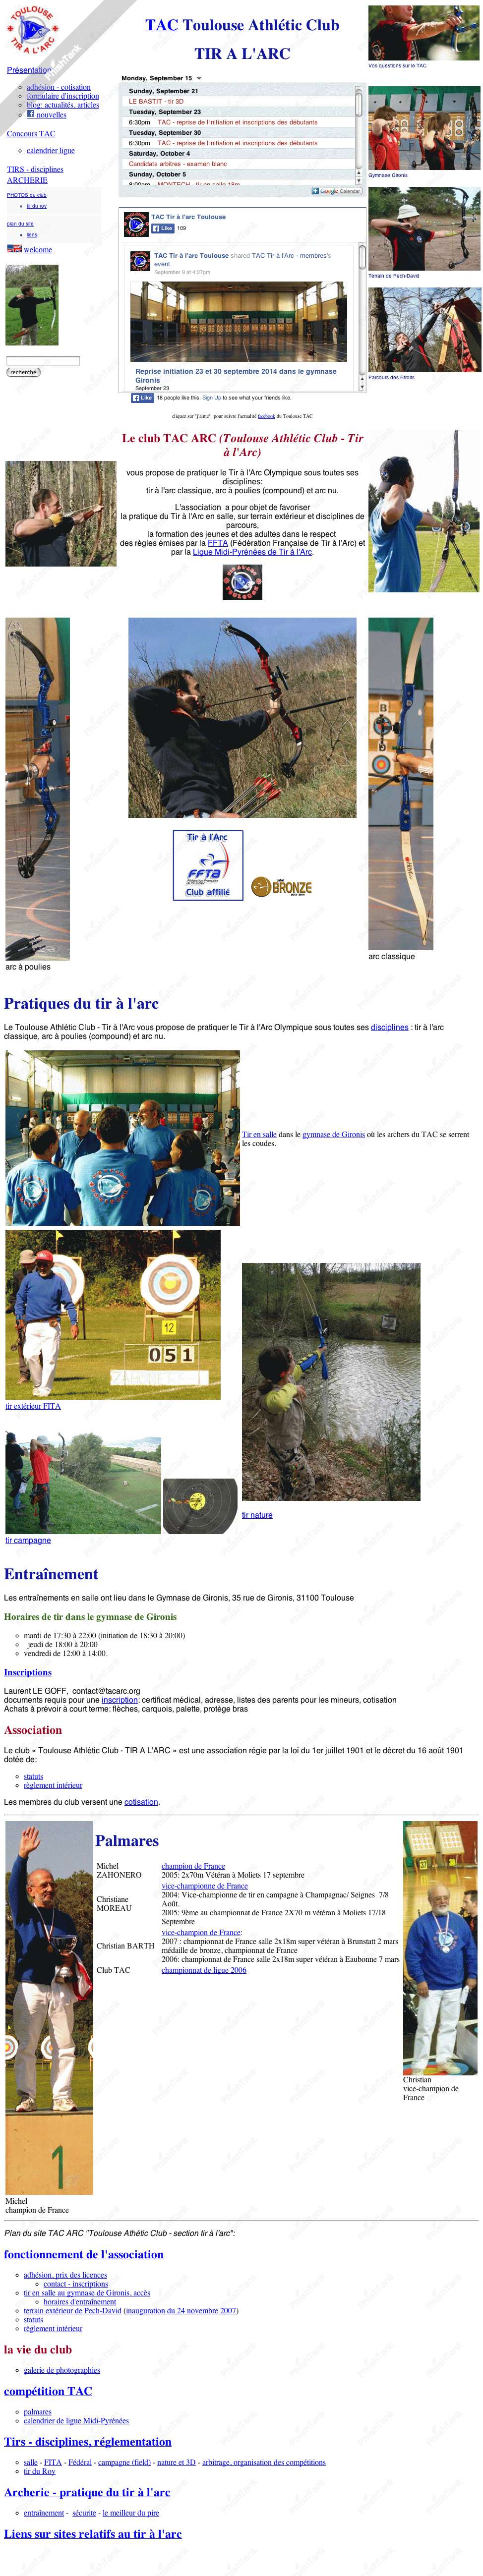 TOULOUSE
TIR A L'ARC
PhishTank
Présentation
adhésion - cotisation
formulaire d'inscription
blog: actualités, articles
nouvelles
Concours TAC
calendrier ligue
TIRS - disciplines
ARCHERIE
PHOTOS du club
tir du roy
plan du site
liens
welcome
recherche
TAC Toulouse Athlétic Club
TIR A L'ARC
Monday, September 15
Sunday, September 21
LE BASTIT - tir 3D
Tuesday, September 23
6:30pm TAC - reprise de l'initiation et inscriptions des débutants
Tuesday, September 30
6:30pm TAC - reprise de l'initiation et inscriptions des débutants
Saturday, October 4
Candidats arbitres - examen blanc
Sunday, October 5
8:00am MONTECH - tir en salle 18m
Google Calendar
TAC Tir à l'arc Toulouse
Like 109
TAC Tir à l'arc Toulouse shared TAC Tir à l'Arc - membres's
event.
September 9 at 4:27pm
Reprise initiation 23 et 30 septembre 2014 dans le gymnase
Gironis
September 23
Like 18 people like this. Sign Up to see what your friends like.
cliquez sur "j'aime" pour suivre l'actualité facebook du Toulouse TAC
Vos questions sur le TAC
Gymnase Gironis
Terrain de Pech-David
Parcours des Etroits
Le club TAC ARC (Toulouse Athlétic Club - Tir
à l'Arc)
vous propose de pratiquer le Tir à l'Arc Olympique sous toutes ses
disciplines:
tir à l'arc classique, arc à poulies (compound) et arc nu.
L'association a pour objet de favoriser
la pratique du Tir à l'Arc en salle, sur terrain extérieur et disciplines de
parcours,
la formation des jeunes et des adultes dans le respect
des règles émises par la FFTA (Fédération Française de Tir à l'Arc) et
par la Ligue Midi-Pyrénées de Tir à l'Arc.
Tir à l'Arc
FFTA
Club affilié
Label
BRONZE
arc à poulies
arc classique
Pratiques du tir à l'arc
Le Toulouse Athlétic Club - Tir à l'Arc vous propose de pratiquer le Tir à l'Arc Olympique sous toutes ses disciplines : tir à l'arc
classique, arc à poulies (compound) et arc nu.
Tir en salle dans le gymnase de Gironis où les archers du TAC se serrent
les coudes.
12
051
tir extérieur FITA
tir nature
tir campagne
Entraînement
Les entraînements en salle ont lieu dans le Gymnase de Gironis, 35 rue de Gironis, 31100 Toulouse
Horaires de tir dans le gymnase de Gironis
mardi de 17:30 à 22:00 (initiation de 18:30 à 20:00)
jeudi de 18:00 à 20:00
vendredi de 12:00 à 14:00.
Inscriptions
Laurent LE GOFF, contact@tacarc.org
documents requis pour une inscription: certificat médical, adresse, listes des parents pour les mineurs, cotisation
Achats à prévoir à court terme: flèches, carquois, palette, protège bras
Association
Le club « Toulouse Athlétic Club - TIR A L'ARC » est une association régie par la loi du 1er juillet 1901 et le décret du 16 août 1901
dotée de:
statuts
règlement intérieur
Les membres du club versent une cotisation.
Palmares
Michel
ZAHONERO
champion de France
2005: 2x70m Vétéran à Moliets 17 septembre
Christiane
MOREAU
vice-championne de France
2004: Vice-championne de tir en campagne à Champagnac/ Seignes 7/8
Août.
2005: 9ème au championnat de France 2X70 m vétéran à Moliets 17/18
Septembre
Christian BARTH
vice-champion de France:
2007 : championnat de France salle 2x18m super vétéran à Brunstatt 2 mars
médaille de bronze, championnat de France
2006: championnat de France salle 2x18m super vétéran à Eaubonne 7 mars
Club TAC
championnat de ligue 2006
1
Christian
vice-champion de
France
Michel
champion de France
Plan du site TAC ARC "Toulouse Athétic Club - section tir à l'arc":
fonctionnement de l'association
adhésion, prix des licences
contact - inscriptions
tir en salle au gymnase de Gironis, accès
horaires d'entraînement
terrain extérieur de Pech-David (inauguration du 24 novembre 2007)
statuts
règlement intérieur
la vie du club
galerie de photographies
compétition TAC
palmares
calendrier de ligue Midi-Pyrénées
Tirs - disciplines, réglementation
salle - FITA - Fédéral - campagne (field) - nature et 3D - arbitrage, organisation des compétitions
tir du Roy
Archerie - pratique du tir à l'arc
entraînement - sécurite - le meilleur du pire
Liens sur sites relatifs au tir à l'arc